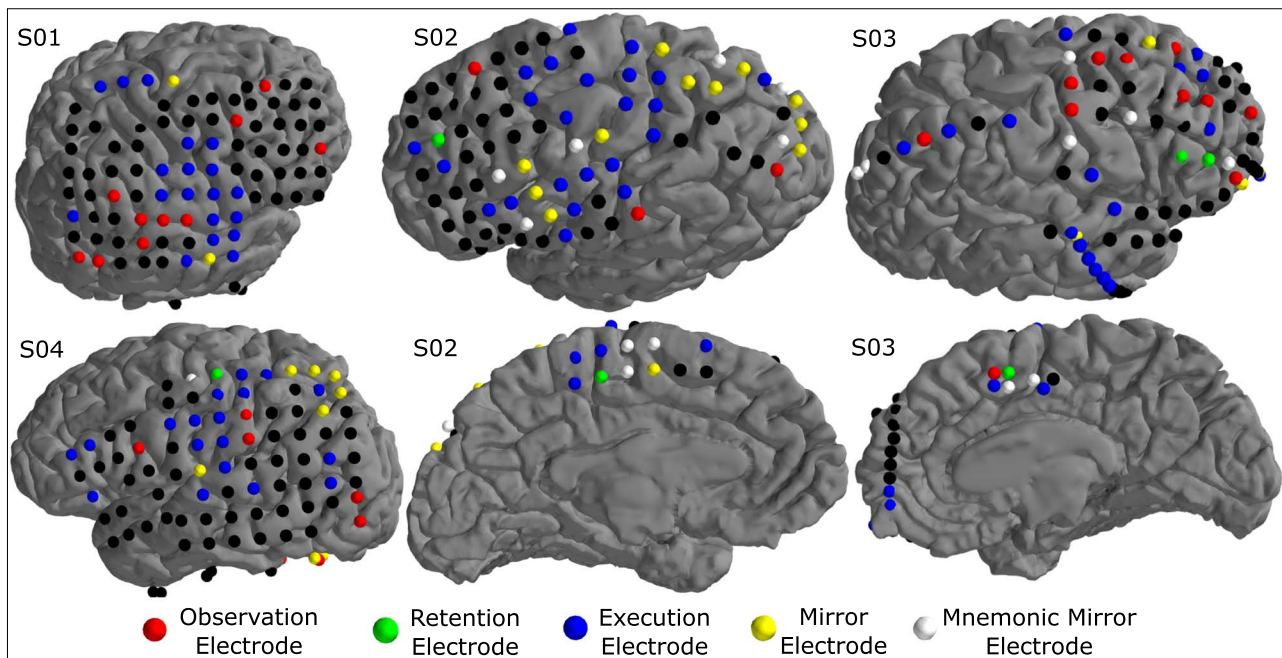 S01
S02
S03
S04
S02
S03
Observation
Electrode
Retention
Electrode
Execution
Electrode
Mirror
Electrode
Mnemonic Mirror
Electrode